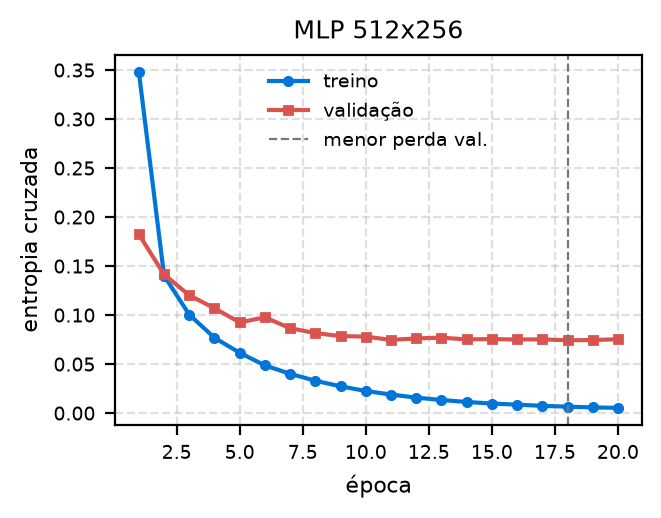 MLP 512x256
treino
validação
menor perda val.
entropia cruzada
0.35
0.30
0.25
0.20
0.15
0.10
0.05
0.00
2.5 5.0 7.5 10.0 12.5 15.0 17.5 20.0
época